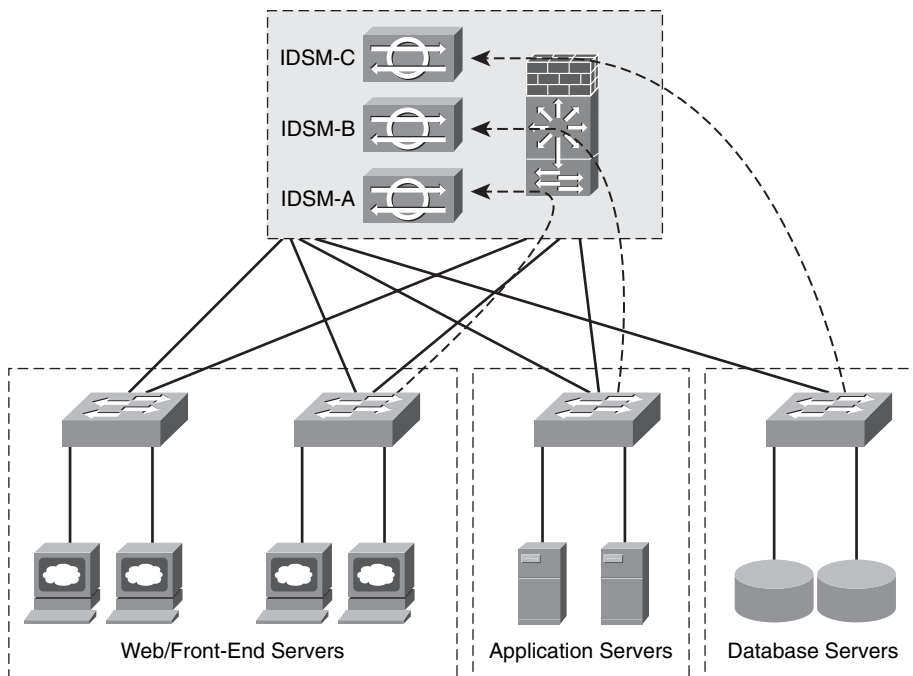 IDSM-C
IDSM-B
IDSM-A
Web/Front-End Servers
Application Servers
Database Servers